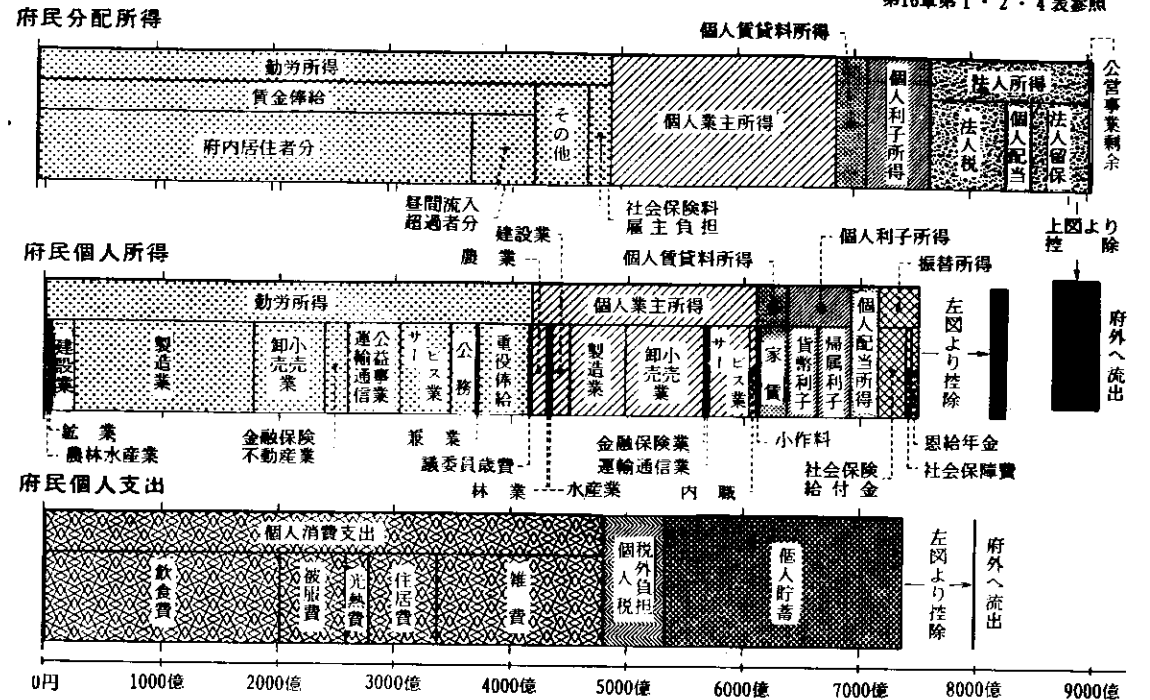 第16章第1・2・4表参照
府民分配所得
個人賃貸料所得
勤労所得
賃金俸給
府内居住者分
その他
個人業主所得
個人利子所得
法人所得
法人税
個人配当
法人留保
公営事業剰余
昼間流入
超過者分
社会保険料
雇主負担
上図より
控除
府民個人所得
建設業
農業
個人賃貸料所得
個人利子所得
振替所得
勤労所得
個人業主所得
建設業
製造業
卸小売業
運輸通信
公益事業
サービス業
公務
重役俸給
製造業
卸小売業
サービス業
家賃
貨幣利子
帰属利子
個人配当所得
左図より控除
府外へ流出
鉱業
農林水産業
金融保険
不動産業
兼業
議委員歳費
林業
水産業
金融保険業
運輸通信業
内職
小作料
社会保険
給付金
恩給年金
社会保障費
府民個人支出
個人消費支出
飲食費
被服費
光熱費
住居費
雑費
個人税
税外負担
個人貯蓄
左図より控除
府外へ流出
0円 1000億 2000億 3000億 4000億 5000億 6000億 7000億 8000億 9000億